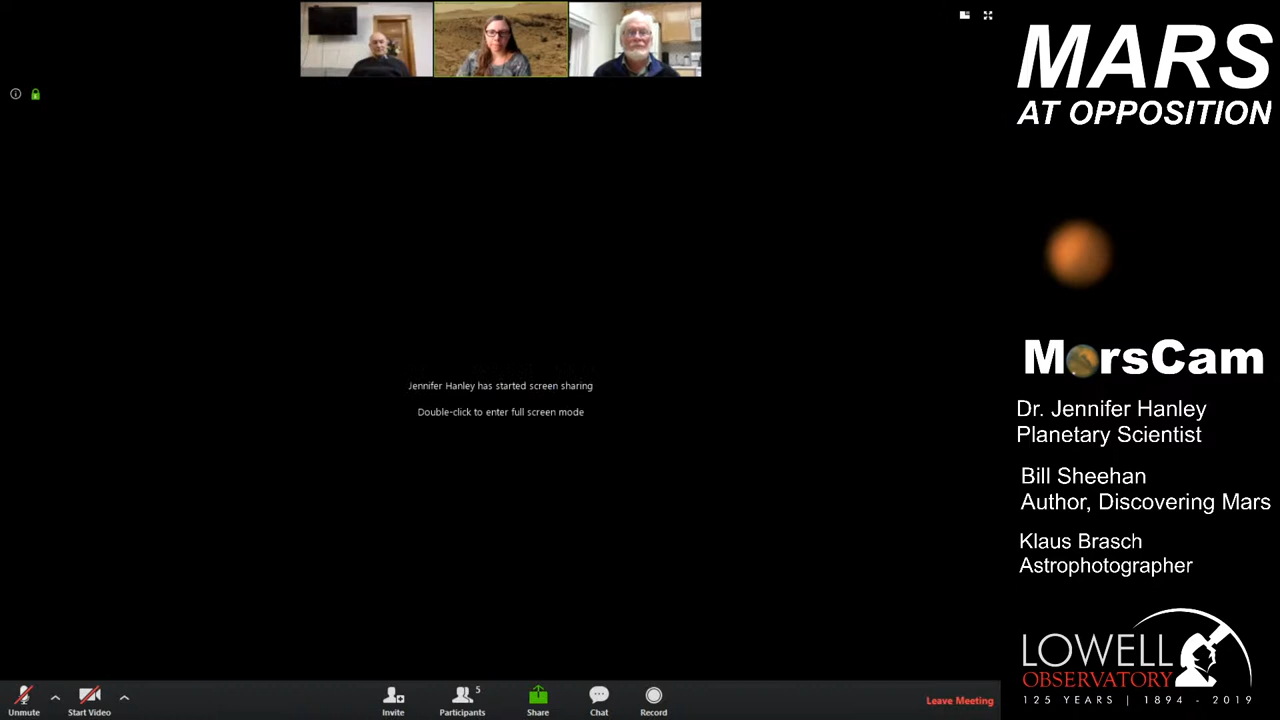 MARS
AT OPPOSITION
Jennifer Hanley has started screen sharing
Double-click to enter full screen mode
MarsCam
Dr. Jennifer Hanley
Planetary Scientist
Bill Sheehan
Author, Discovering Mars
Klaus Brasch
Astrophotographer
LOWELL
OBSERVATORY
125 YEARS | 1894 - 2019
5
Unmute
Start Video
Invite
Participants
Share
Chat
Record
Leave Meeting